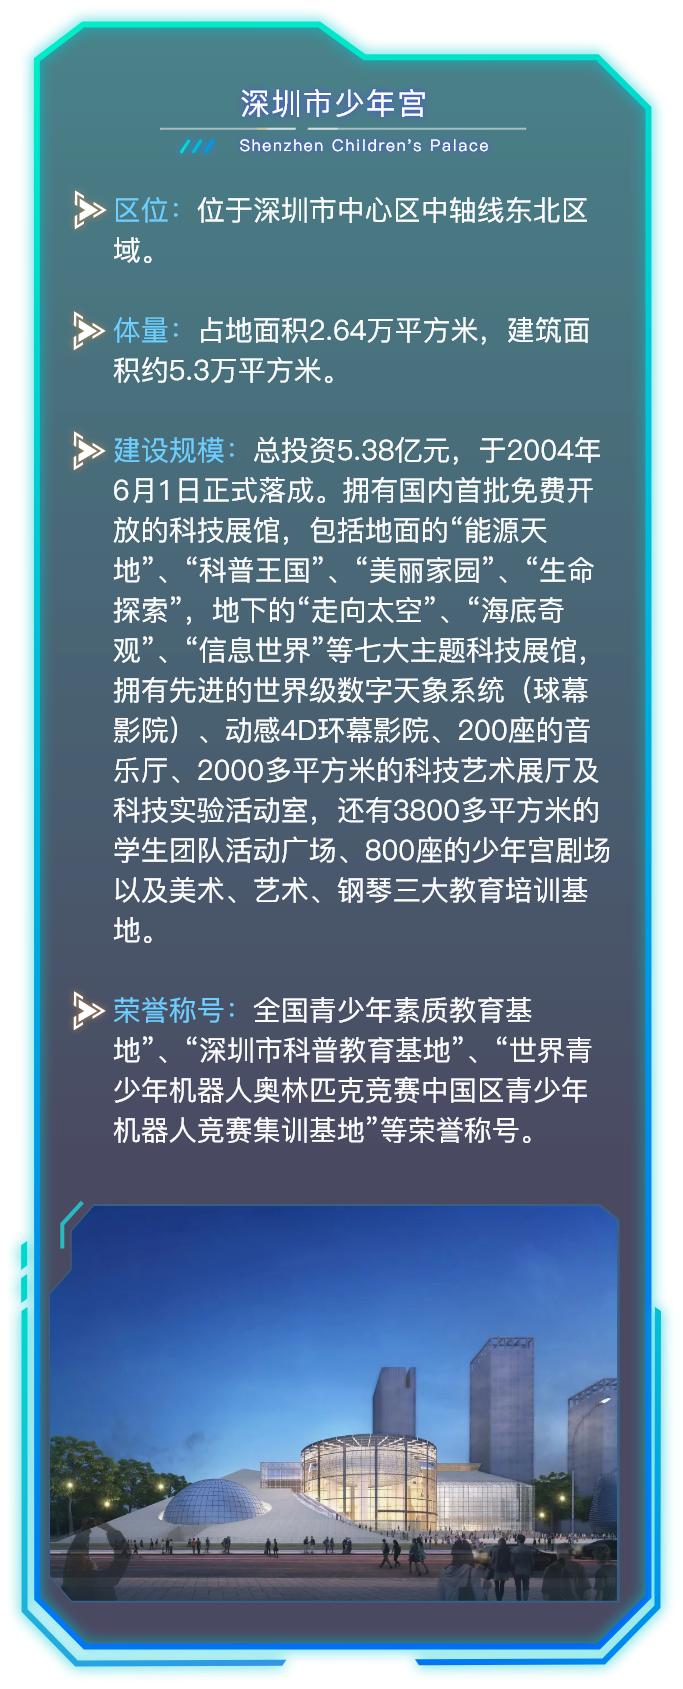 深圳市少年宫
Shenzhen Children's Palace
区位：位于深圳市中心区中轴线东北区
域。
体量：占地面积2.64万平方米，建筑面
积约5.3万平方米。
建设规模：总投资5.38亿元，于2004年
6月1日正式落成。拥有国内首批免费开
放的科技展馆，包括地面的“能源天
地”、“科普王国”、“美丽家园”、“生命
探索”，地下的“走向太空”、“海底奇
观”、“信息世界”等七大主题科技展馆，
拥有先进的世界级数字天象系统（球幕
影院）、动感4D环幕影院、200座的音
乐厅、2000多平方米的科技艺术展厅及
科技实验活动室，还有3800多平方米的
学生团队活动广场、800座的少年宫剧场
以及美术、艺术、钢琴三大教育培训基
地。
荣誉称号：全国青少年素质教育基
地”、“深圳市科普教育基地”、“世界青
少年机器人奥林匹克竞赛中国区青少年
机器人竞赛集训基地”等荣誉称号。